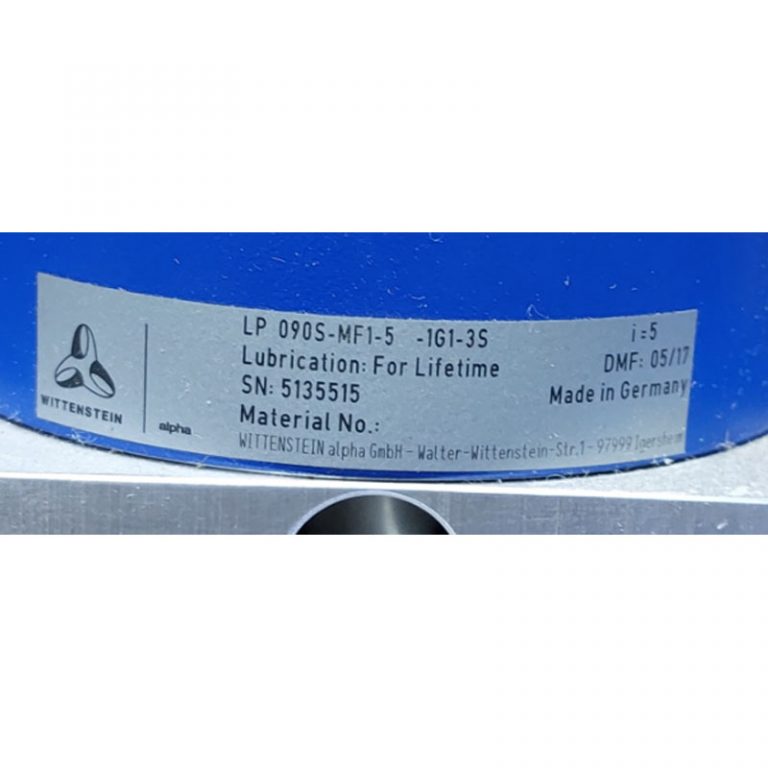 LP 090S-MF1-5 -1G1-3S i=5
Lubrication: For Lifetime DMF: 05/17
SN: 5135515 Made in Germany
Material No.:
WITTENSTEIN alpha
WITTENSTEIN alpha GmbH - Walter-Wittenstein-Str.1 - 97999 Igersheim